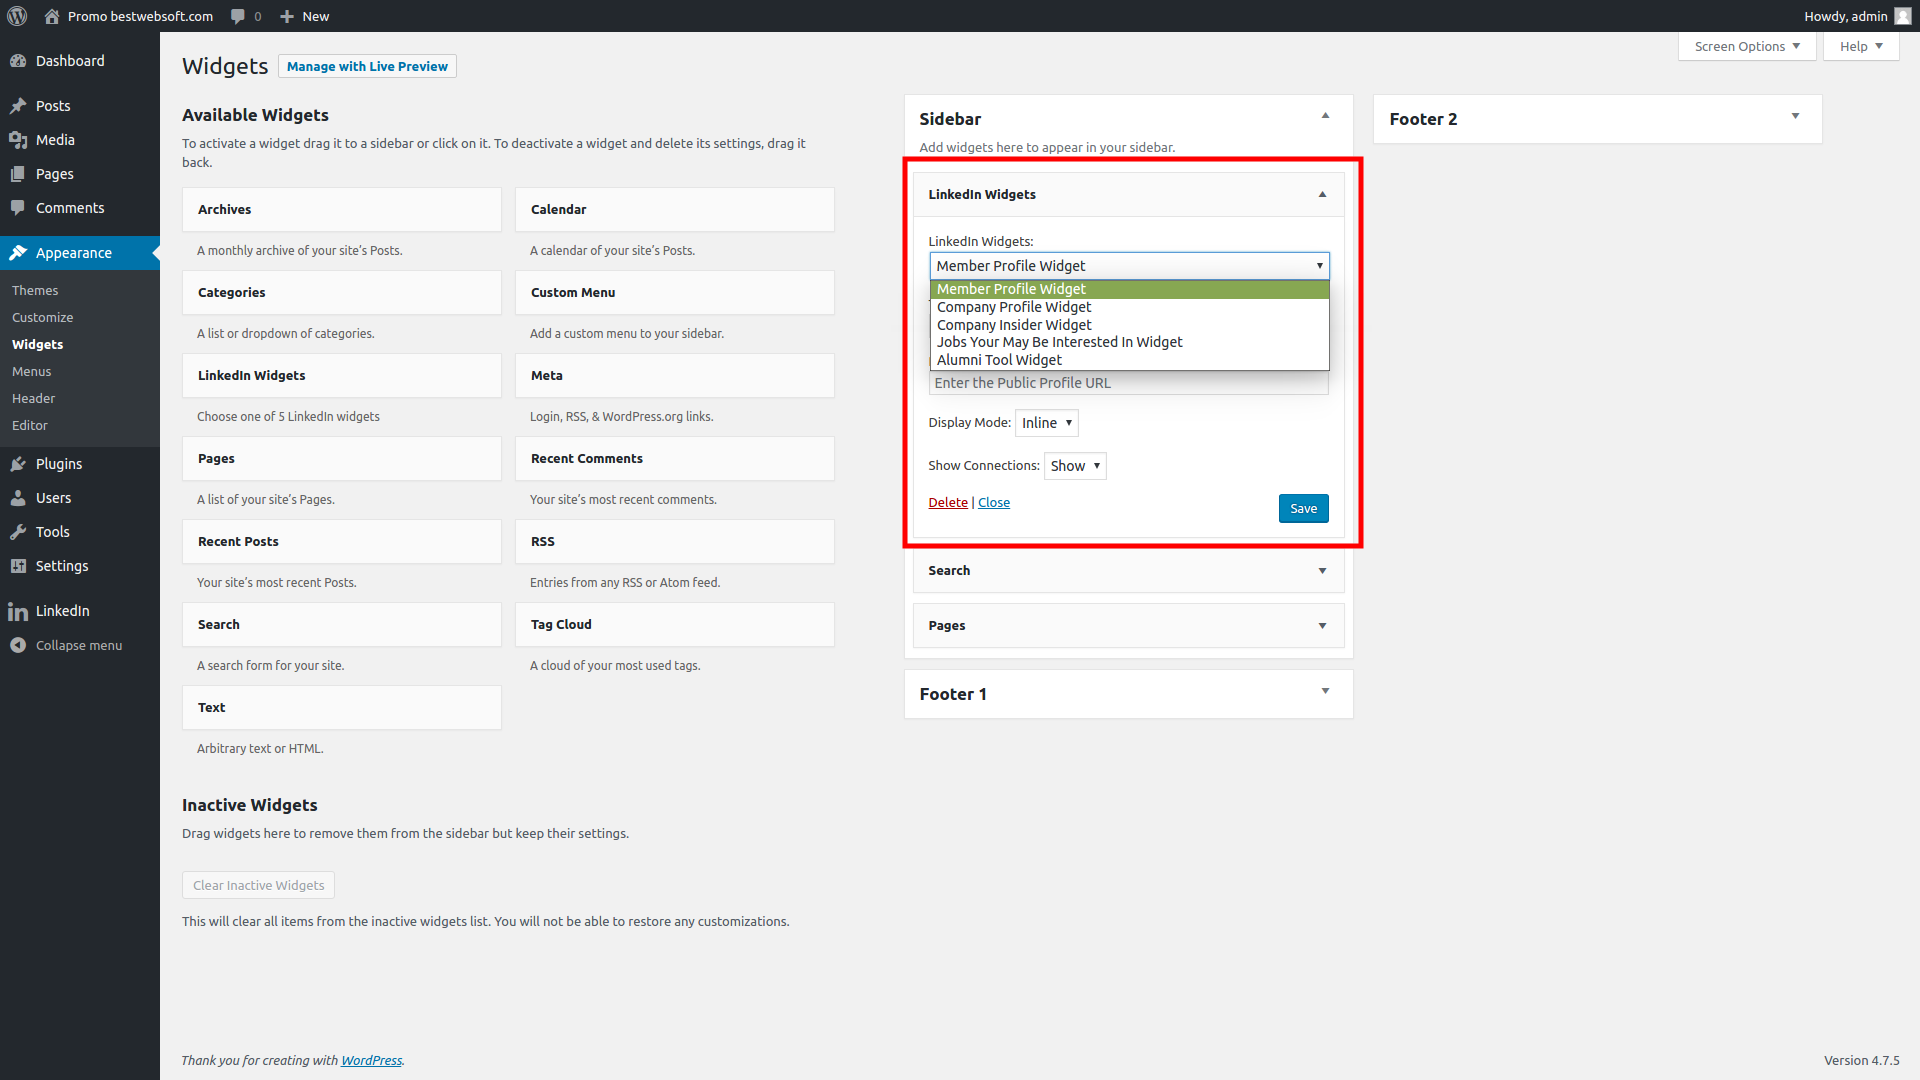 Promo bestwebsoft.com
0
New
Howdy, admin
Dashboard
Posts
Media
Pages
Comments
Appearance
Themes
Customize
Widgets
Menus
Header
Editor
Plugins
Users
Tools
Settings
LinkedIn
Collapse menu
Screen Options
Help
Widgets
Manage with Live Preview
Available Widgets
To activate a widget drag it to a sidebar or click on it. To deactivate a widget and delete its settings, drag it
back.
Archives
A monthly archive of your site's Posts.
Calendar
A calendar of your site's Posts.
Categories
A list or dropdown of categories.
Custom Menu
Add a custom menu to your sidebar.
LinkedIn Widgets
Choose one of 5 LinkedIn widgets
Meta
Login, RSS, & WordPress.org links.
Pages
A list of your site's Pages.
Recent Comments
Your site's most recent comments.
Recent Posts
Your site's most recent Posts.
RSS
Entries from any RSS or Atom feed.
Search
A search form for your site.
Tag Cloud
A cloud of your most used tags.
Text
Arbitrary text or HTML.
Inactive Widgets
Drag widgets here to remove them from the sidebar but keep their settings.
Clear Inactive Widgets
This will clear all items from the inactive widgets list. You will not be able to restore any customizations.
Sidebar
Add widgets here to appear in your sidebar.
LinkedIn Widgets
LinkedIn Widgets:
Member Profile Widget
Member Profile Widget
Company Profile Widget
Company Insider Widget
Jobs Your May Be Interested In Widget
Alumni Tool Widget
Enter the Public Profile URL
Display Mode: Inline
Show Connections: Show
Delete | Close
Save
Search
Pages
Footer 1
Footer 2
Thank you for creating with WordPress.
Version 4.7.5